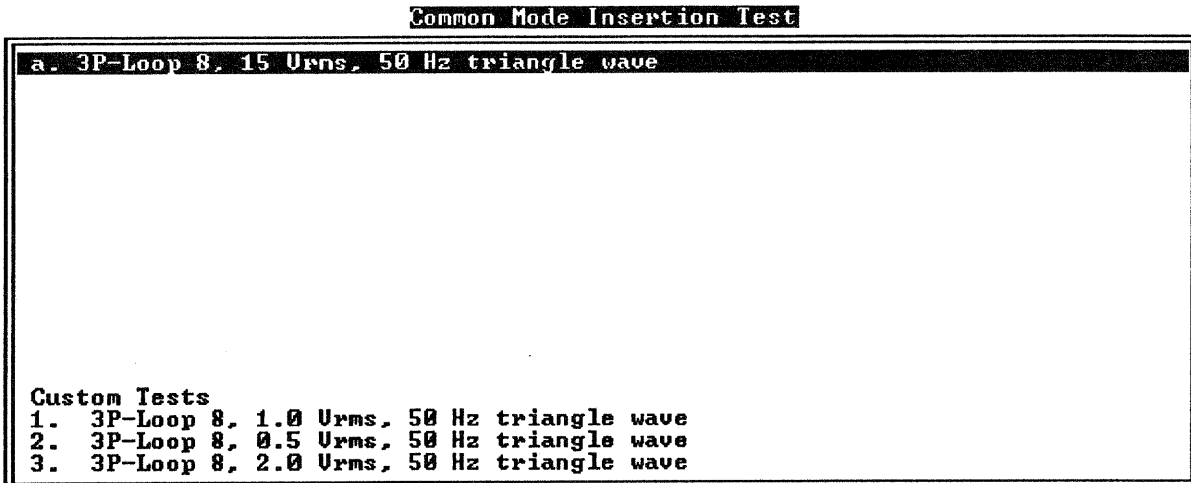 Common Mode Insertion Test
a. 3P-Loop 8, 15 Vrms, 50 Hz triangle wave
Custom Tests
1. 3P-Loop 8, 1.0 Vrms, 50 Hz triangle wave
2. 3P-Loop 8, 0.5 Vrms, 50 Hz triangle wave
3. 3P-Loop 8, 2.0 Vrms, 50 Hz triangle wave